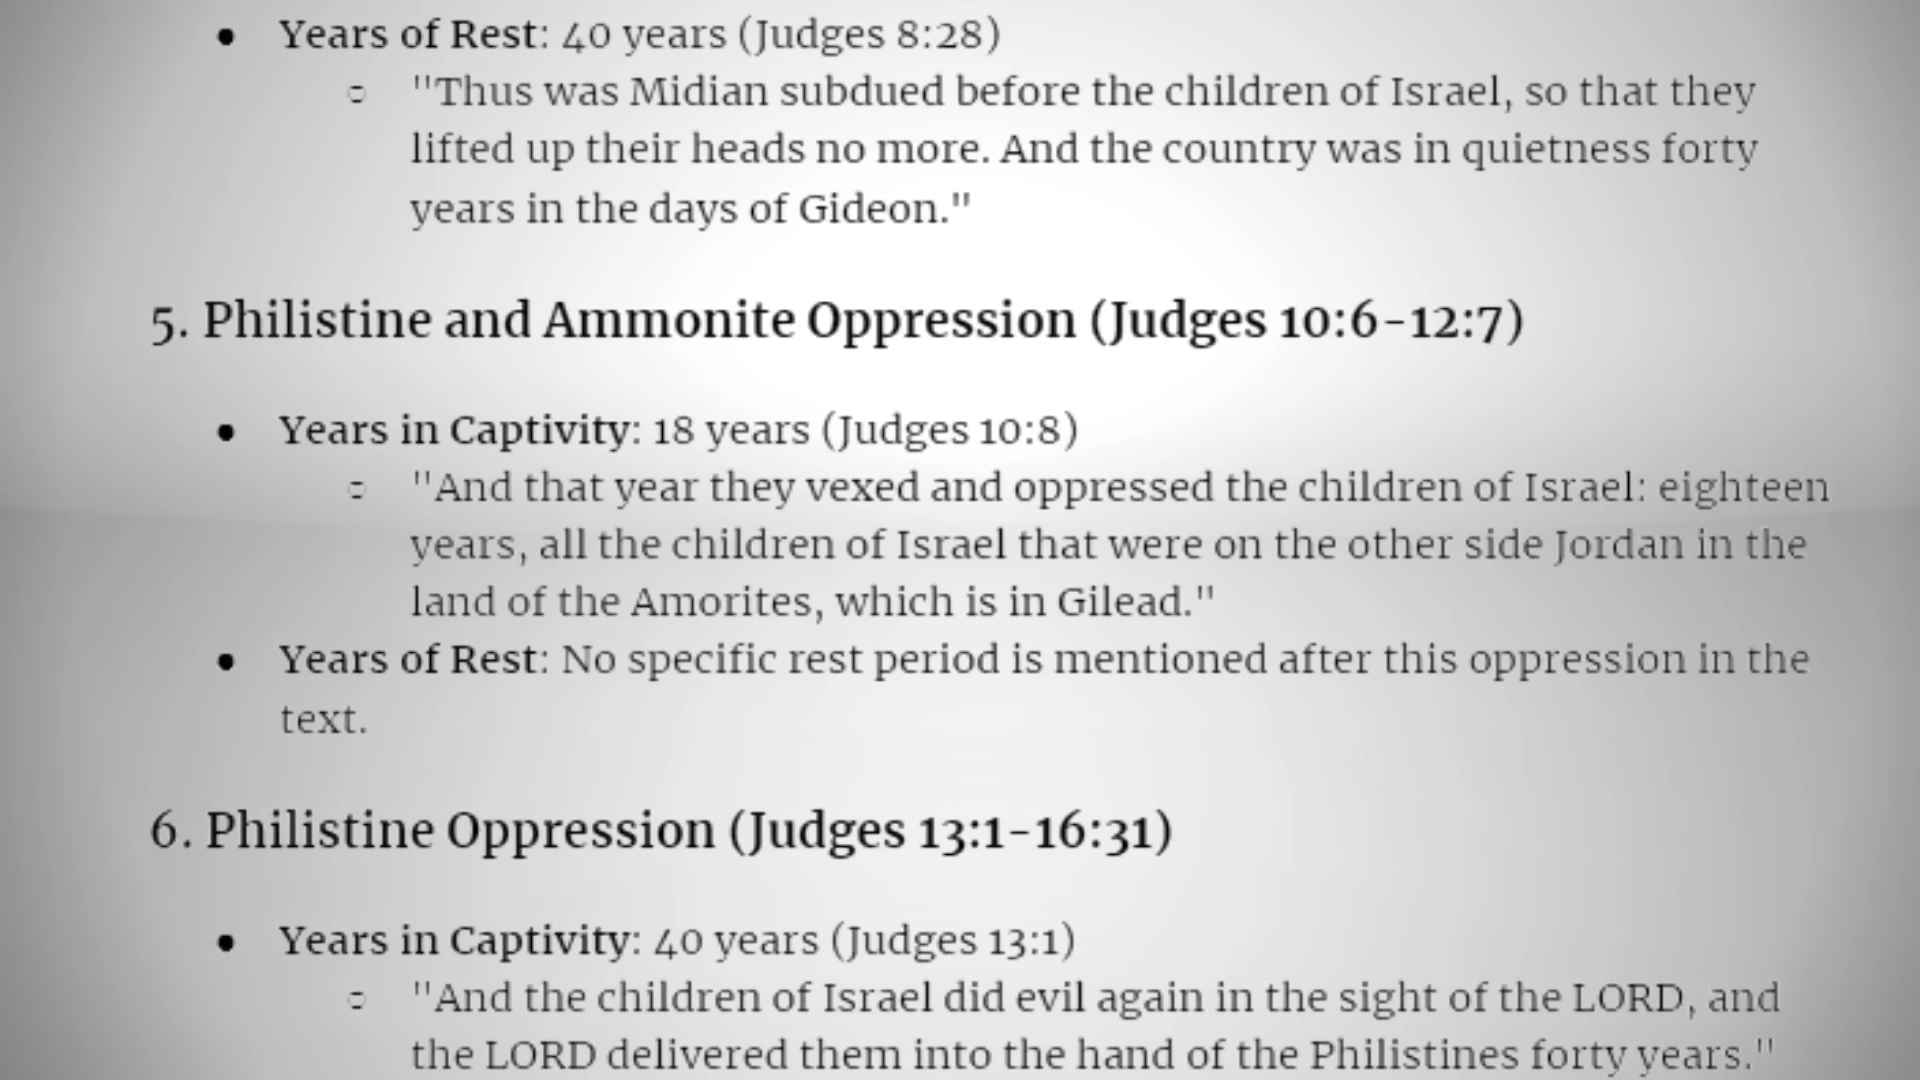 • Years of Rest: 40 years (Judges 8:28)
○ "Thus was Midian subdued before the children of Israel, so that they
lifted up their heads no more. And the country was in quietness forty
years in the days of Gideon."
5. Philistine and Ammonite Oppression (Judges 10:6-12:7)
• Years in Captivity: 18 years (Judges 10:8)
○ "And that year they vexed and oppressed the children of Israel: eighteen
years, all the children of Israel that were on the other side Jordan in the
land of the Amorites, which is in Gilead."
• Years of Rest: No specific rest period is mentioned after this oppression in the
text.
6. Philistine Oppression (Judges 13:1-16:31)
• Years in Captivity: 40 years (Judges 13:1)
○ "And the children of Israel did evil again in the sight of the LORD, and
the LORD delivered them into the hand of the Philistines forty years."